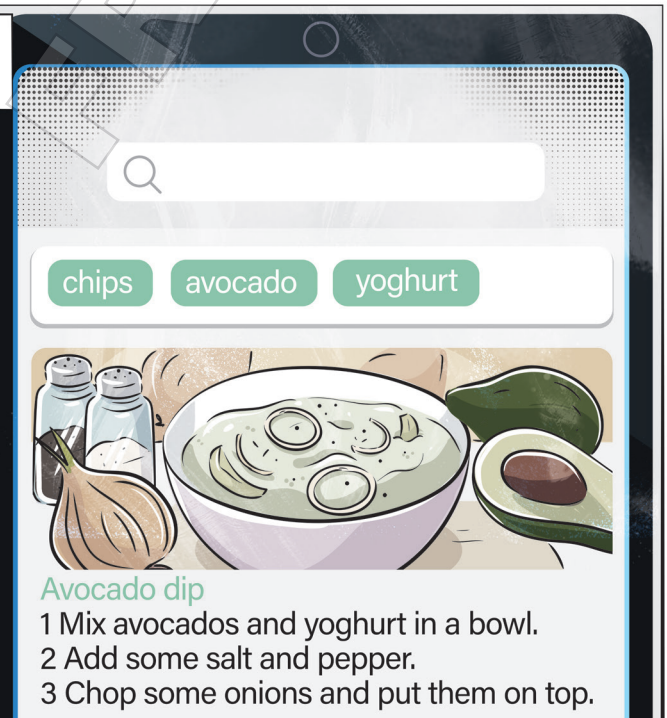 chips avocado yoghurt
Avocado dip
1 Mix avocados and yoghurt in a bowl.
2 Add some salt and pepper.
3 Chop some onions and put them on top.